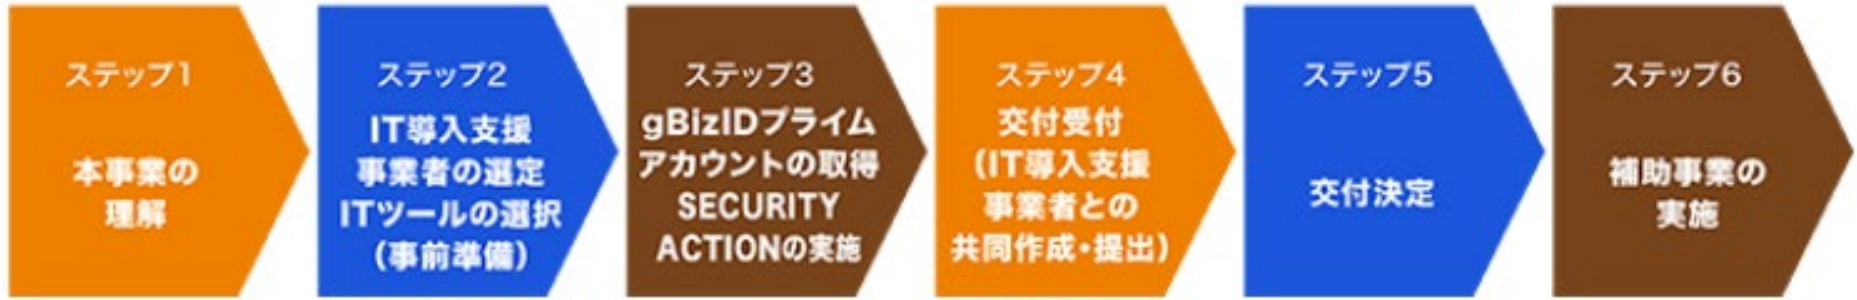 ステップ1
本事業の
理解
ステップ2
IT導入支援
事業者の選定
ITツールの選択
（事前準備）
ステップ3
gBizIDプライム
アカウントの取得
SECURITY
ACTIONの実施
ステップ4
交付受付
（IT導入支援
事業者との
共同作成・提出）
ステップ5
交付決定
ステップ6
補助事業の
実施